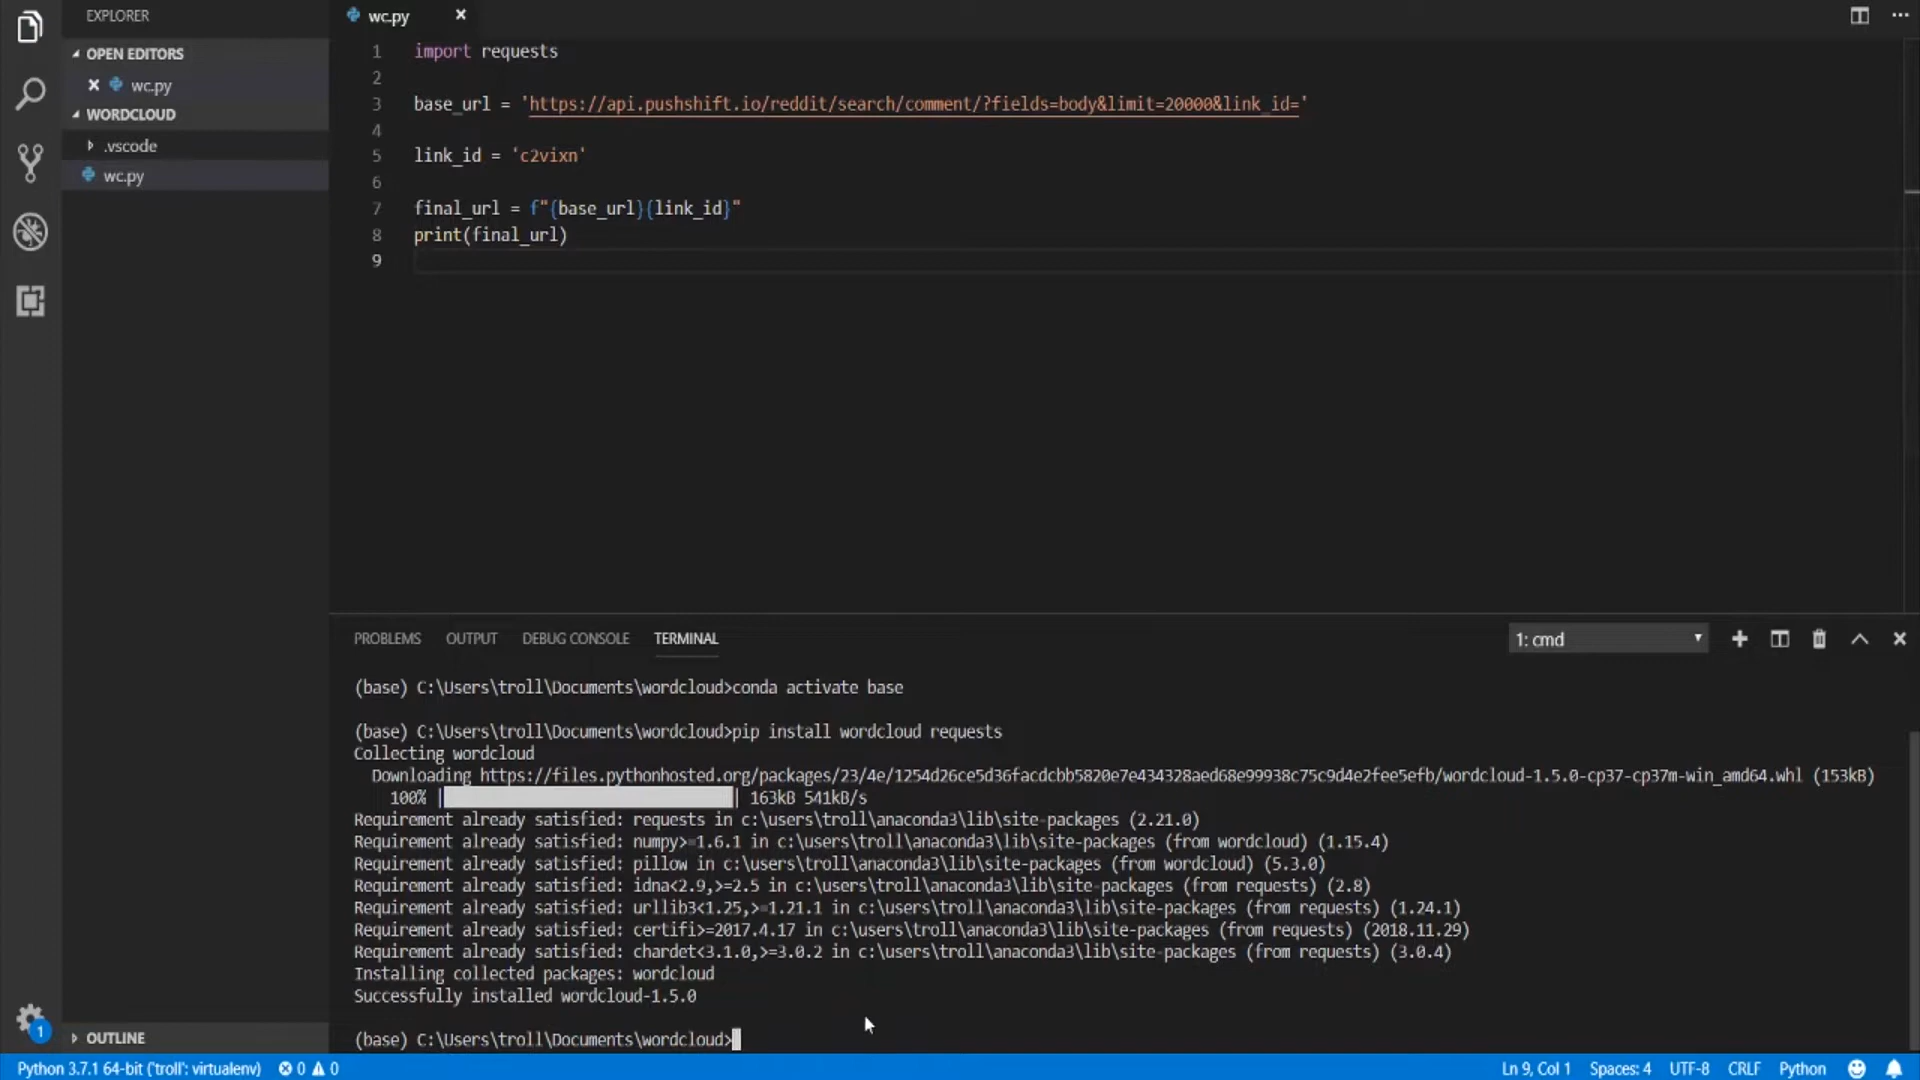 EXPLORER
OPEN EDITORS
wc.py
WORDCLOUD
.vscode
wc.py
OUTLINE
wc.py
1 import requests
2
3 base_url = 'https://api.pushshift.io/reddit/search/comment/?fields=body&limit=20000&link_id='
4
5 link_id = 'c2vixn'
6
7 final_url = f"{base_url}{link_id}"
8 print(final_url)
9
PROBLEMS OUTPUT DEBUG CONSOLE TERMINAL 1: cmd
(base) C:\Users\troll\Documents\wordcloud>conda activate base
(base) C:\Users\troll\Documents\wordcloud>pip install wordcloud requests
Collecting wordcloud
Downloading https://files.pythonhosted.org/packages/23/4e/1254d26ce5d36facdcbb5820e7e434328aed68e99938c75c9d4e2fee5efb/wordcloud-1.5.0-cp37-cp37m-win_amd64.whl (153kB)
100% | | 163kB 541kB/s
Requirement already satisfied: requests in c:\users\troll\anaconda3\lib\site-packages (2.21.0)
Requirement already satisfied: numpy>=1.6.1 in c:\users\troll\anaconda3\lib\site-packages (from wordcloud) (1.15.4)
Requirement already satisfied: pillow in c:\users\troll\anaconda3\lib\site-packages (from wordcloud) (5.3.0)
Requirement already satisfied: idna<2.9,>=2.5 in c:\users\troll\anaconda3\lib\site-packages (from requests) (2.8)
Requirement already satisfied: urllib3<1.25,>=1.21.1 in c:\users\troll\anaconda3\lib\site-packages (from requests) (1.24.1)
Requirement already satisfied: certifi>=2017.4.17 in c:\users\troll\anaconda3\lib\site-packages (from requests) (2018.11.29)
Requirement already satisfied: chardet<3.1.0,>=3.0.2 in c:\users\troll\anaconda3\lib\site-packages (from requests) (3.0.4)
Installing collected packages: wordcloud
Successfully installed wordcloud-1.5.0
(base) C:\Users\troll\Documents\wordcloud>
1
Python 3.7.1 64-bit ('troll': virtualenv) 0 0 Ln 9, Col 1 Spaces: 4 UTF-8 CRLF Python